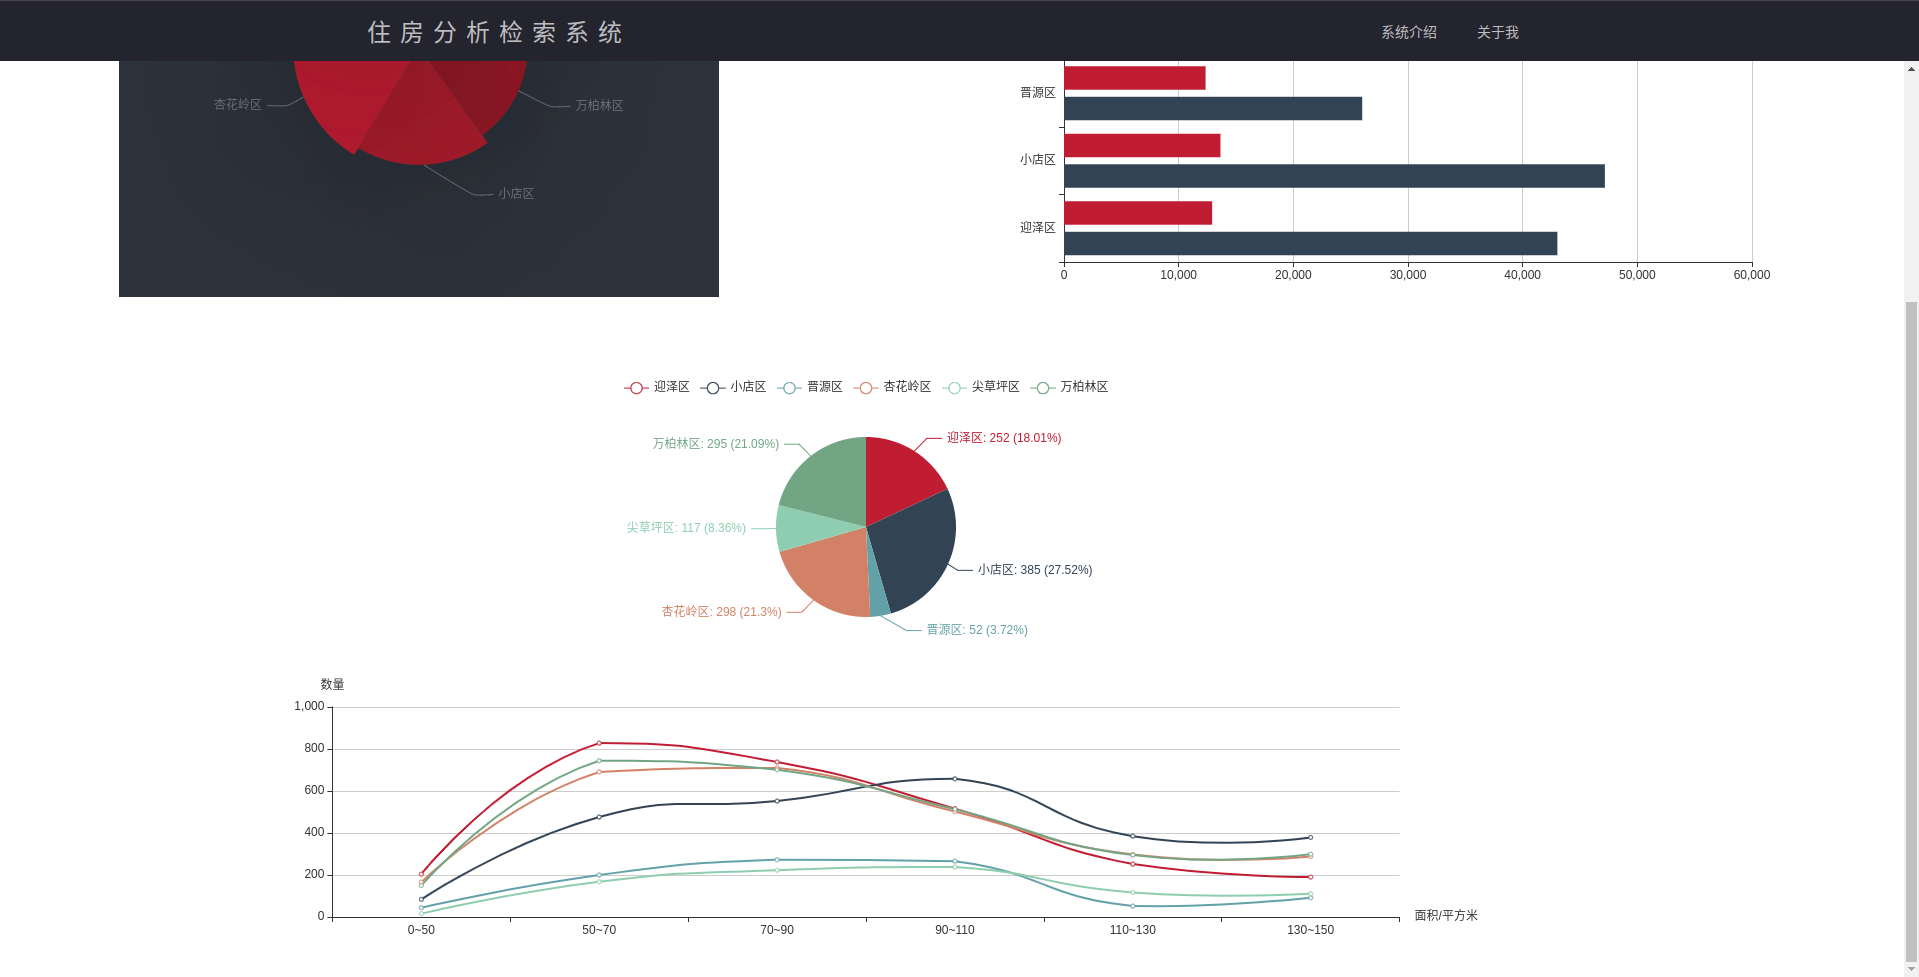 住房分析检索系统
系统介绍 关于我
杏花岭区
万柏林区
小店区
晋源区
小店区
迎泽区
0 10,000 20,000 30,000 40,000 50,000 60,000
迎泽区 小店区 晋源区 杏花岭区 尖草坪区 万柏林区
万柏林区: 295 (21.09%)
迎泽区: 252 (18.01%)
尖草坪区: 117 (8.36%)
小店区: 385 (27.52%)
杏花岭区: 298 (21.3%)
晋源区: 52 (3.72%)
数量
1,000
800
600
400
200
0
面积/平方米
0~50 50~70 70~90 90~110 110~130 130~150